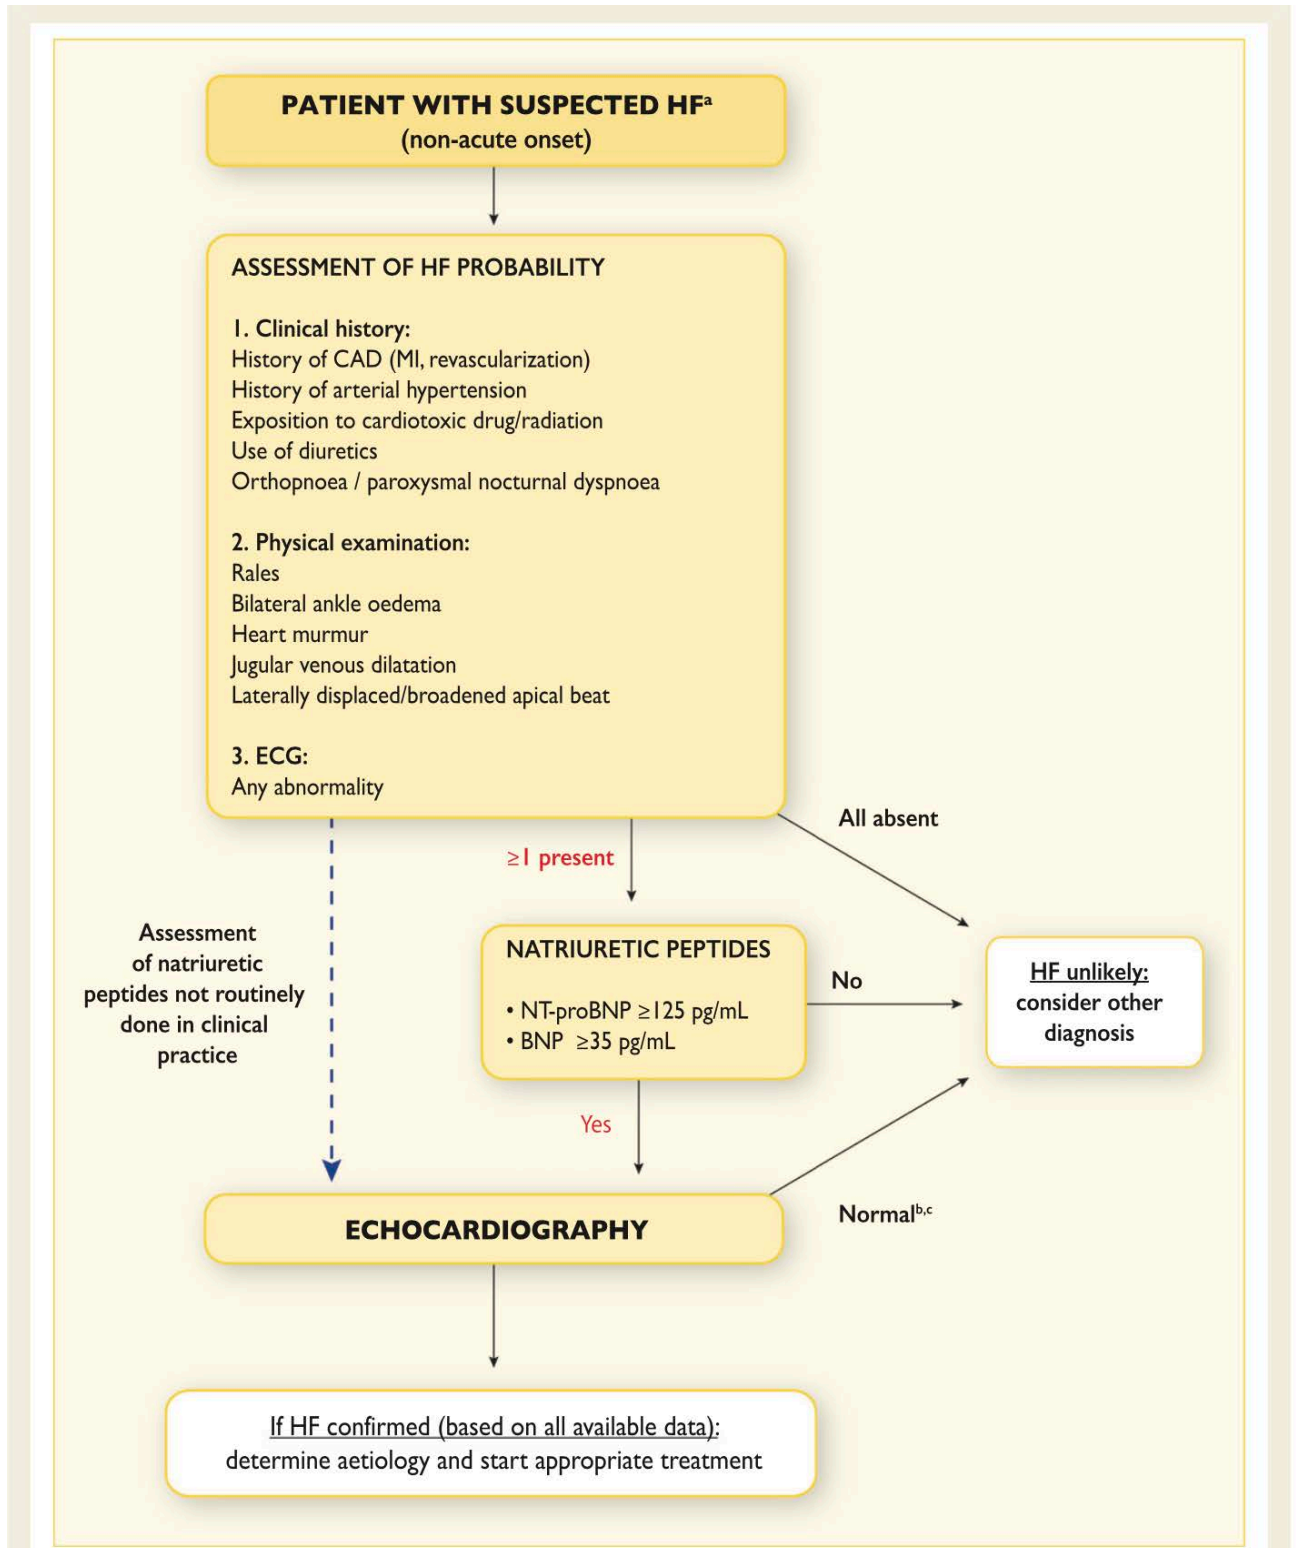 PATIENT WITH SUSPECTED HFᵃ
(non-acute onset)
ASSESSMENT OF HF PROBABILITY
1. Clinical history:
History of CAD (MI, revascularization)
History of arterial hypertension
Exposition to cardiotoxic drug/radiation
Use of diuretics
Orthopnoea / paroxysmal nocturnal dyspnoea
2. Physical examination:
Rales
Bilateral ankle oedema
Heart murmur
Jugular venous dilatation
Laterally displaced/broadened apical beat
3. ECG:
Any abnormality
All absent
≥1 present
Assessment
of natriuretic
peptides not routinely
done in clinical
practice
NATRIURETIC PEPTIDES
• NT-proBNP ≥125 pg/mL
• BNP ≥35 pg/mL
No
HF unlikely:
consider other
diagnosis
Yes
Normalᵇ,ᶜ
ECHOCARDIOGRAPHY
If HF confirmed (based on all available data):
determine aetiology and start appropriate treatment